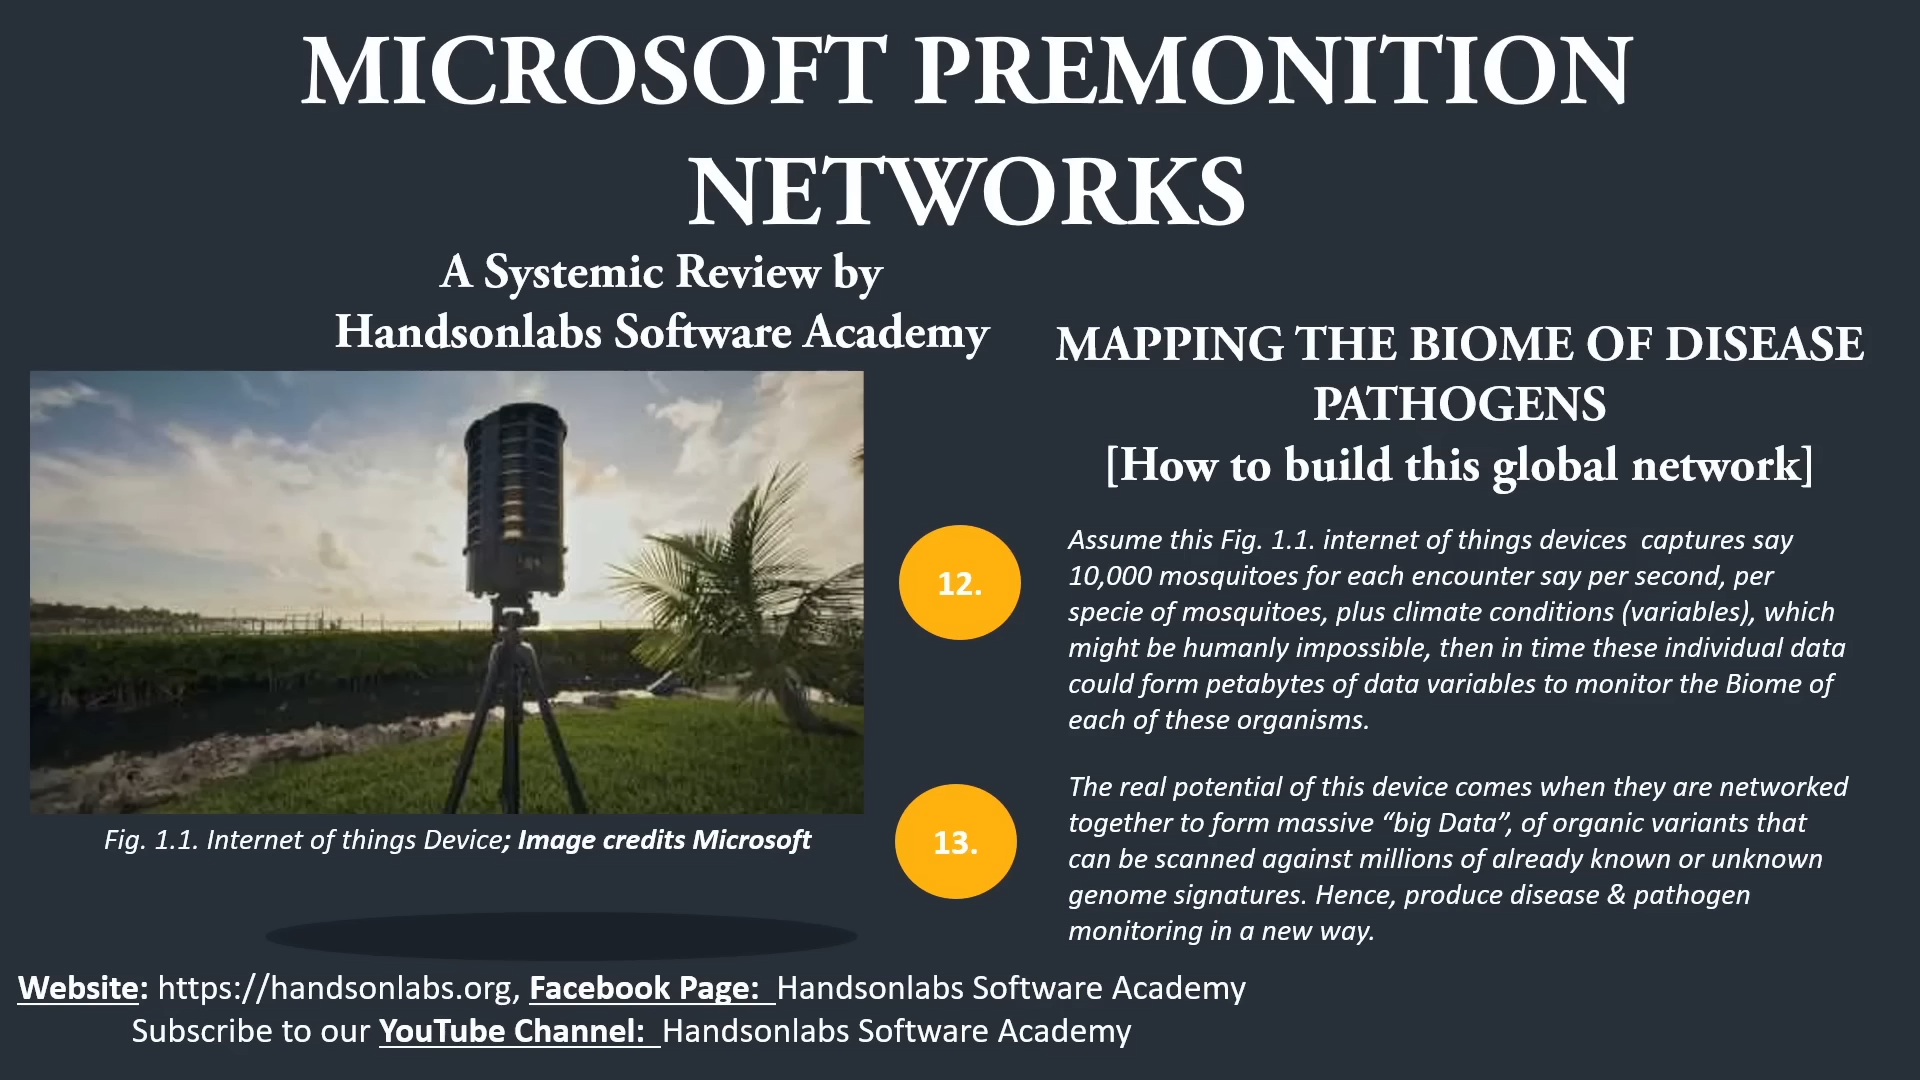 MICROSOFT PREMONITION
NETWORKS
A Systemic Review by
Handsonlabs Software Academy
MAPPING THE BIOME OF DISEASE
PATHOGENS
[How to build this global network]
12.
Assume this Fig. 1.1. internet of things devices  captures say
10,000 mosquitoes for each encounter say per second, per
specie of mosquitoes, plus climate conditions (variables), which
might be humanly impossible, then in time these individual data
could form petabytes of data variables to monitor the Biome of
each of these organisms.
13.
The real potential of this device comes when they are networked
together to form massive “big Data”, of organic variants that
can be scanned against millions of already known or unknown
genome signatures. Hence, produce disease & pathogen
monitoring in a new way.
Fig. 1.1. Internet of things Device; Image credits Microsoft
Website: https://handsonlabs.org, Facebook Page:  Handsonlabs Software Academy
Subscribe to our YouTube Channel:  Handsonlabs Software Academy